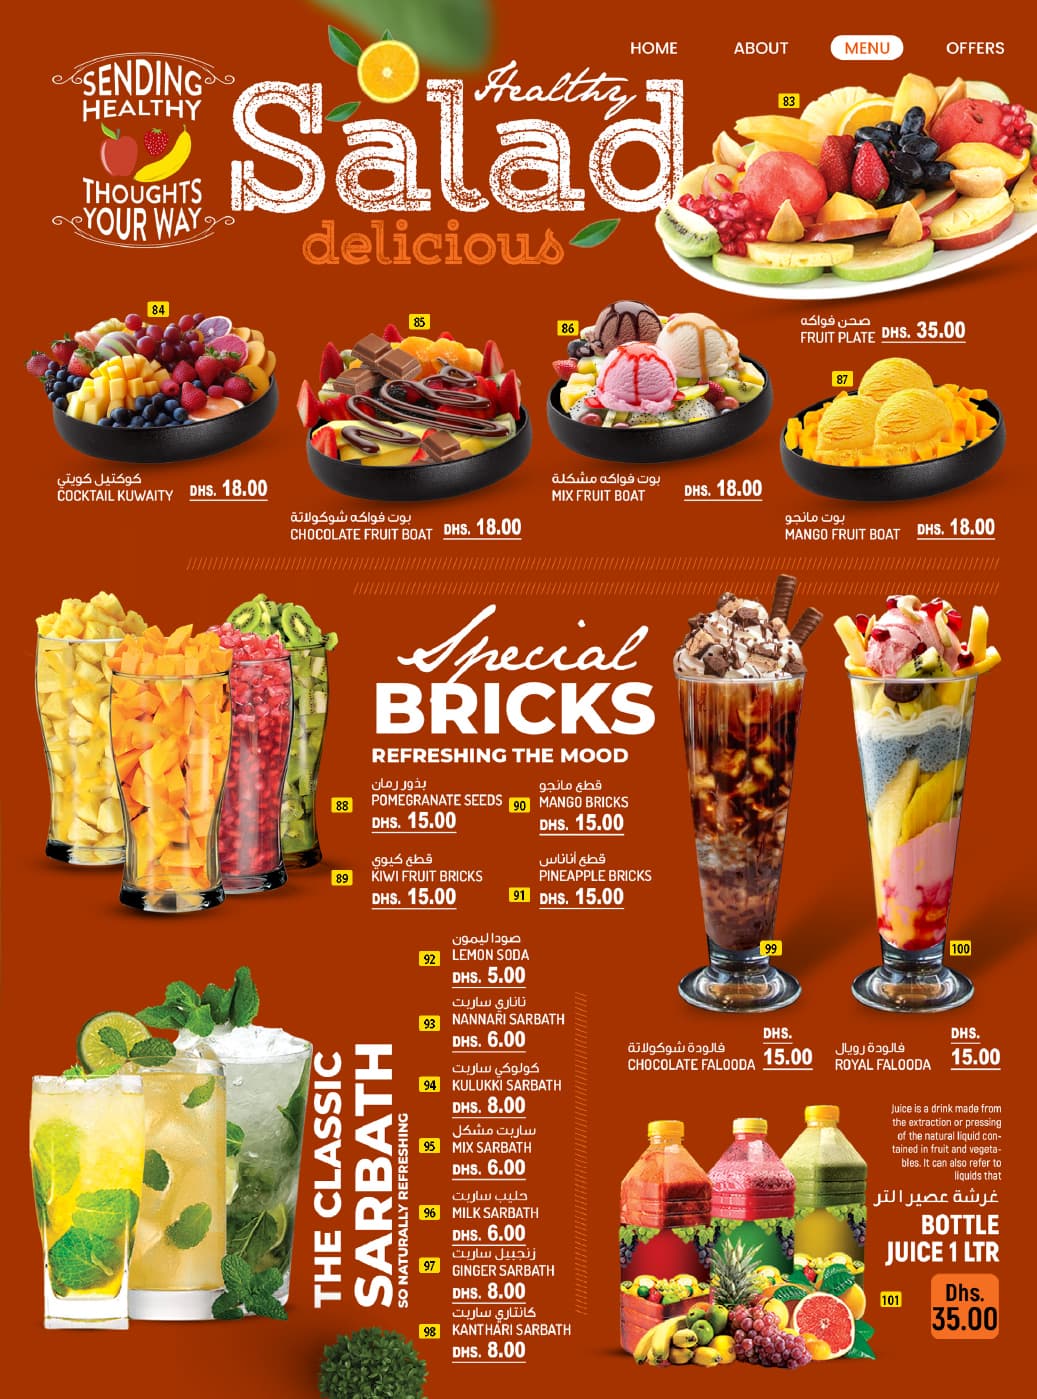 HOME
ABOUT
MENU
OFFERS
SENDING
HEALTHY
THOUGHTS
YOUR WAY
Healthy
Salad
delicious
83
صحن فواكه
FRUIT PLATE DHS. 35.00
84
كوكتيل كويتي
COCKTAIL KUWAITY DHS. 18.00
85
بوت فواكه شوكولاتة
CHOCOLATE FRUIT BOAT DHS. 18.00
86
بوت فواكه مشكلة
MIX FRUIT BOAT DHS. 18.00
87
بوت مانجو
MANGO FRUIT BOAT DHS. 18.00
Special
BRICKS
REFRESHING THE MOOD
88
بذور رمان
POMEGRANATE SEEDS
DHS. 15.00
90
قطع مانجو
MANGO BRICKS
DHS. 15.00
89
قطع كيوي
KIWI FRUIT BRICKS
DHS. 15.00
91
قطع أناناس
PINEAPPLE BRICKS
DHS. 15.00
99
فالودة شوكولاتة
CHOCOLATE FALOODA
DHS.
15.00
100
فالودة رويال
ROYAL FALOODA
DHS.
15.00
THE CLASSIC
SARBATH
SO NATURALLY REFRESHING
92
صودا ليمون
LEMON SODA
DHS. 5.00
93
ناناري ساربت
NANNARI SARBATH
DHS. 6.00
94
كولوكي ساربت
KULUKKI SARBATH
DHS. 8.00
95
ساربت مشكل
MIX SARBATH
DHS. 6.00
96
حليب ساربت
MILK SARBATH
DHS. 6.00
97
زنجبيل ساربت
GINGER SARBATH
DHS. 8.00
98
كانتاري ساربت
KANTHARI SARBATH
DHS. 8.00
Juice is a drink made from
the extraction or pressing
of the natural liquid con-
tained in fruit and vegeta-
bles. It can also refer to
liquids that
غرشة عصير ا لتر
BOTTLE
JUICE 1 LTR
101
Dhs.
35.00